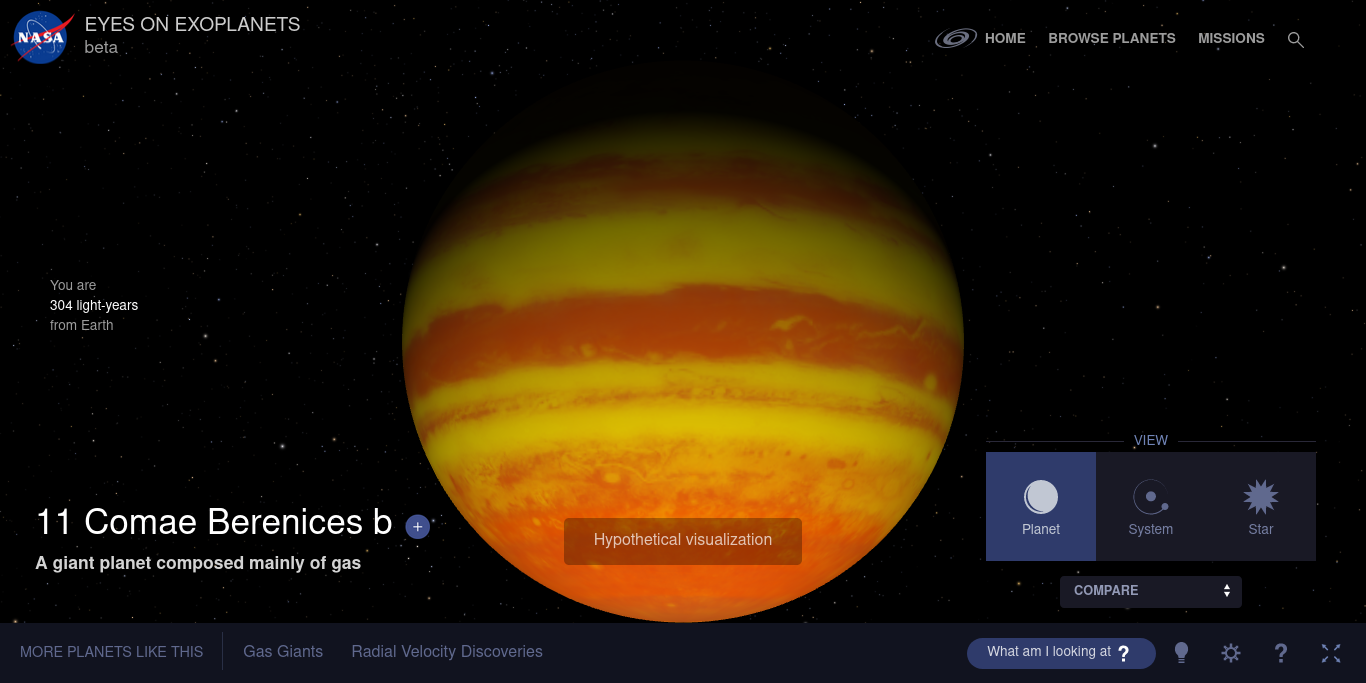 NASA
EYES ON EXOPLANETS
beta
HOME
BROWSE PLANETS
MISSIONS
You are
304 light-years
from Earth
11 Comae Berenices b +
A giant planet composed mainly of gas
Hypothetical visualization
VIEW
Planet
System
Star
COMPARE
MORE PLANETS LIKE THIS
Gas Giants
Radial Velocity Discoveries
What am I looking at ?
?